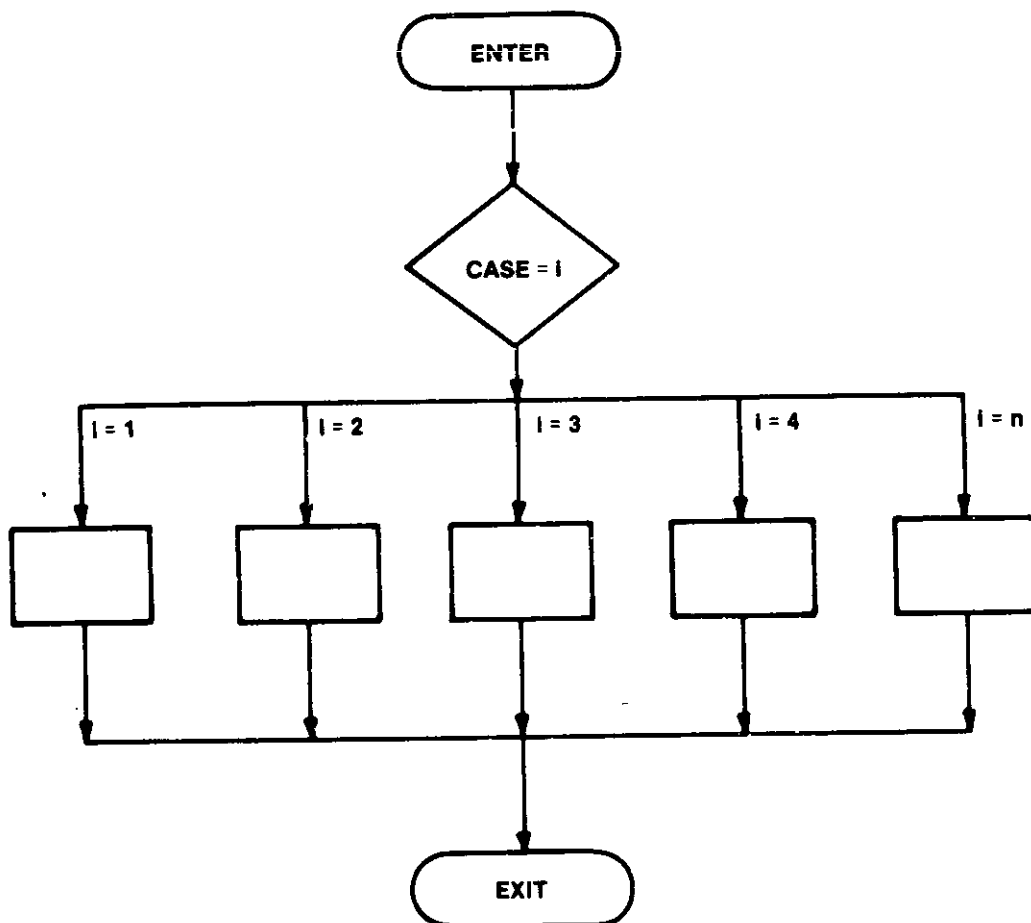 ENTER
CASE = i
i = 1
i = 2
i = 3
i = 4
i = n
EXIT